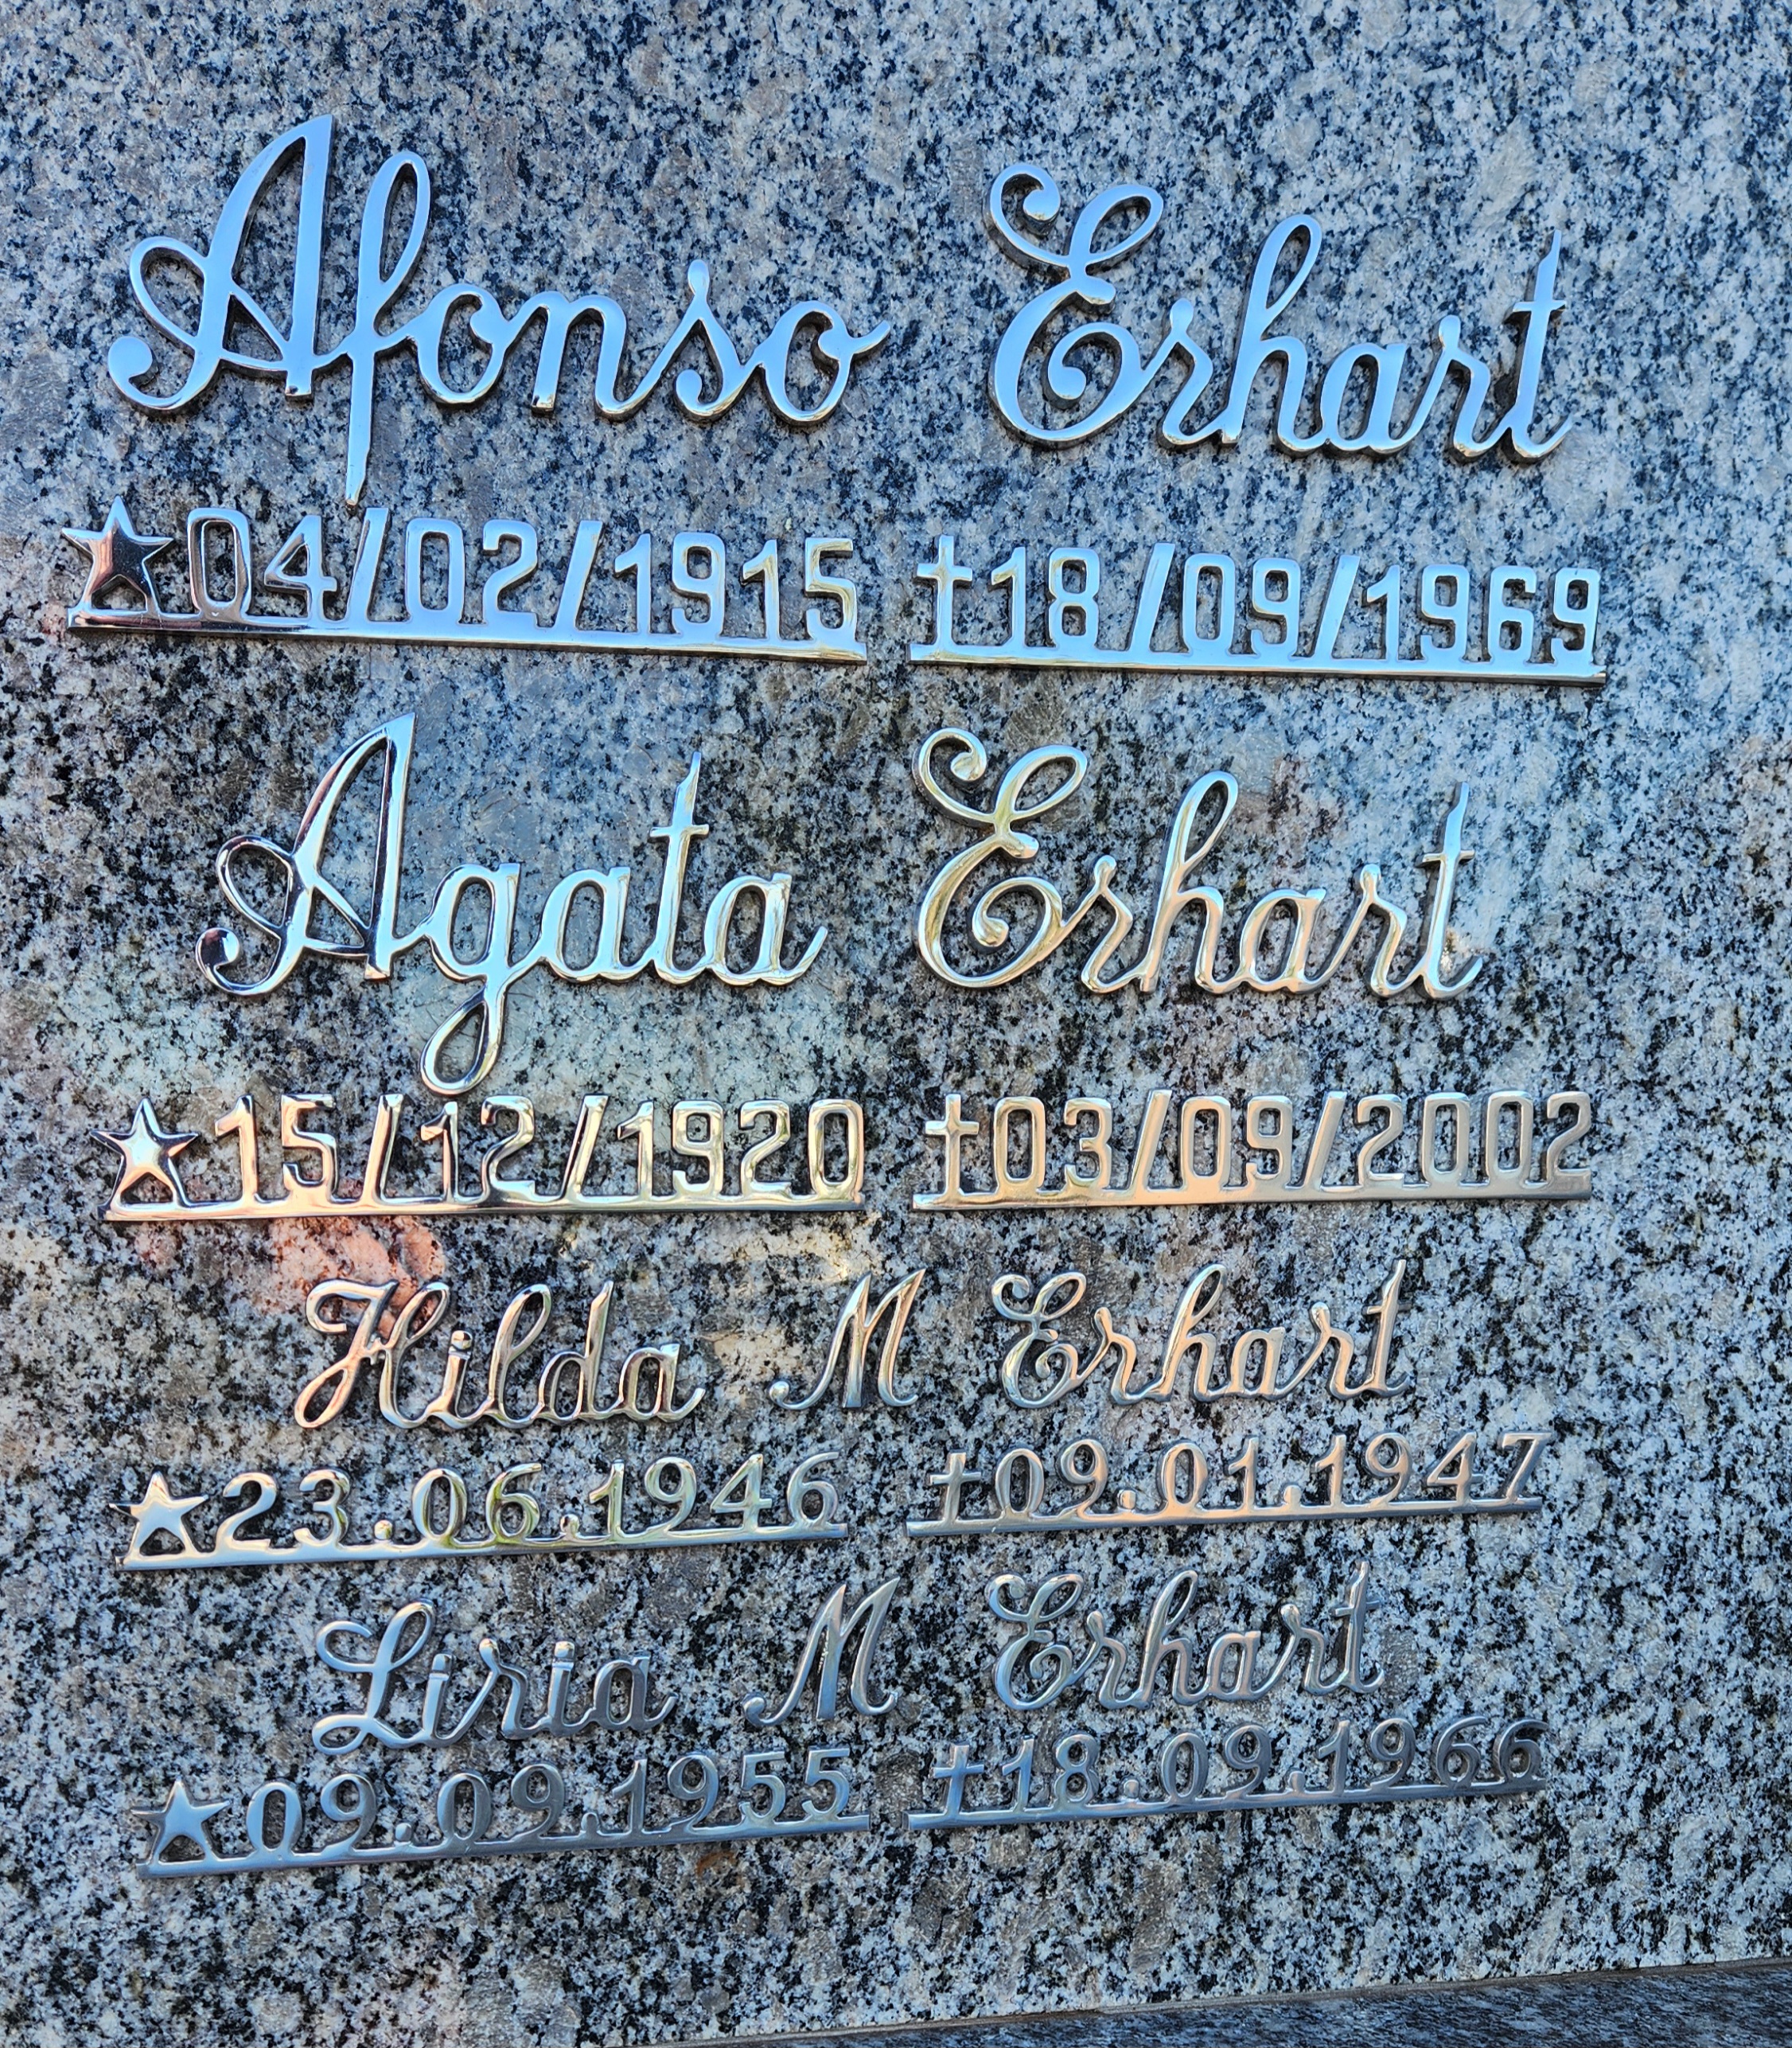 Afonso Erhart
★04/02/1915 ✝18/09/1969
Agata Erhart
★15/12/1920 ✝03/09/2002
Hilda M Erhart
★23.06.1946 ✝09.01.1947
Liria M Erhart
★09.09.1955 ✝18.09.1966